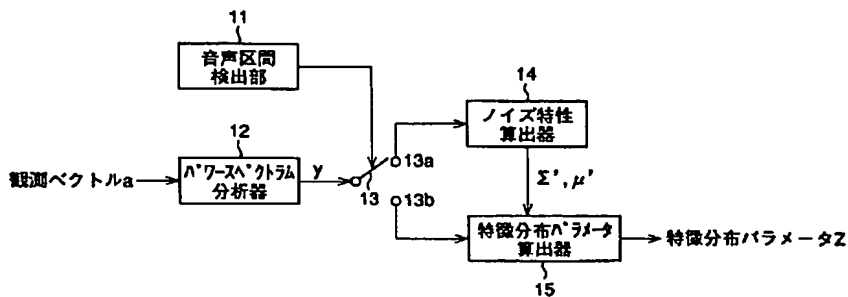 11
音声区間
検出部
14
ノイズ特性
算出器
12
観測ベクトルa
パワースペクトラム
分析器
y
13
13a
13b
Σ', μ'
特徴分布パラメータ
算出器
15
特徴分布パラメータZ